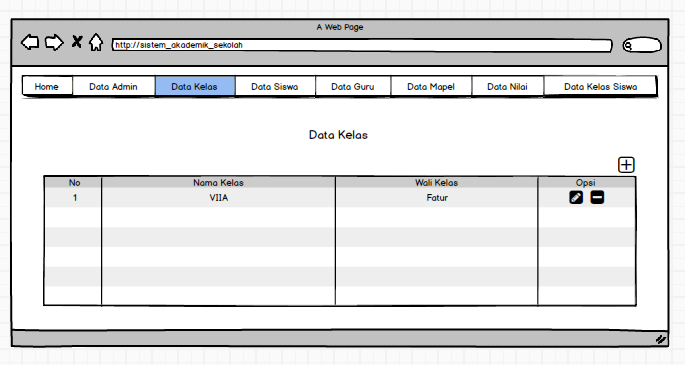 A Web Page
http://sistem_akademik_sekolah
Home Data Admin Data Kelas Data Siswa Data Guru Data Mapel Data Nilai Data Kelas Siswa
Data Kelas
No Nama Kelas Wali Kelas Opsi
1 VIIA Fatur